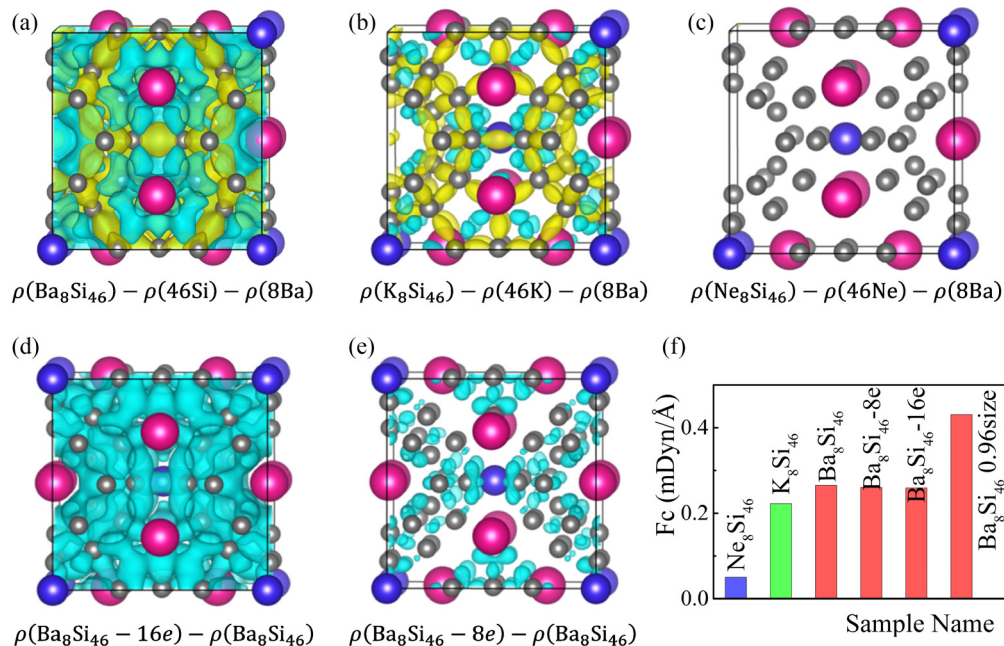 (a)
(b)
(c)
ρ(Ba₈Si₄₆) − ρ(46Si) − ρ(8Ba)
ρ(K₈Si₄₆) − ρ(46K) − ρ(8Ba)
ρ(Ne₈Si₄₆) − ρ(46Ne) − ρ(8Ba)
(d)
(e)
(f)
ρ(Ba₈Si₄₆ − 16e) − ρ(Ba₈Si₄₆)
ρ(Ba₈Si₄₆ − 8e) − ρ(Ba₈Si₄₆)
Fc (mDyn/Å)
0.4
0.2
0.0
Ne₈Si₄₆
K₈Si₄₆
Ba₈Si₄₆
Ba₈Si₄₆-8e
Ba₈Si₄₆-16e
Ba₈Si₄₆ 0.96size
Sample Name